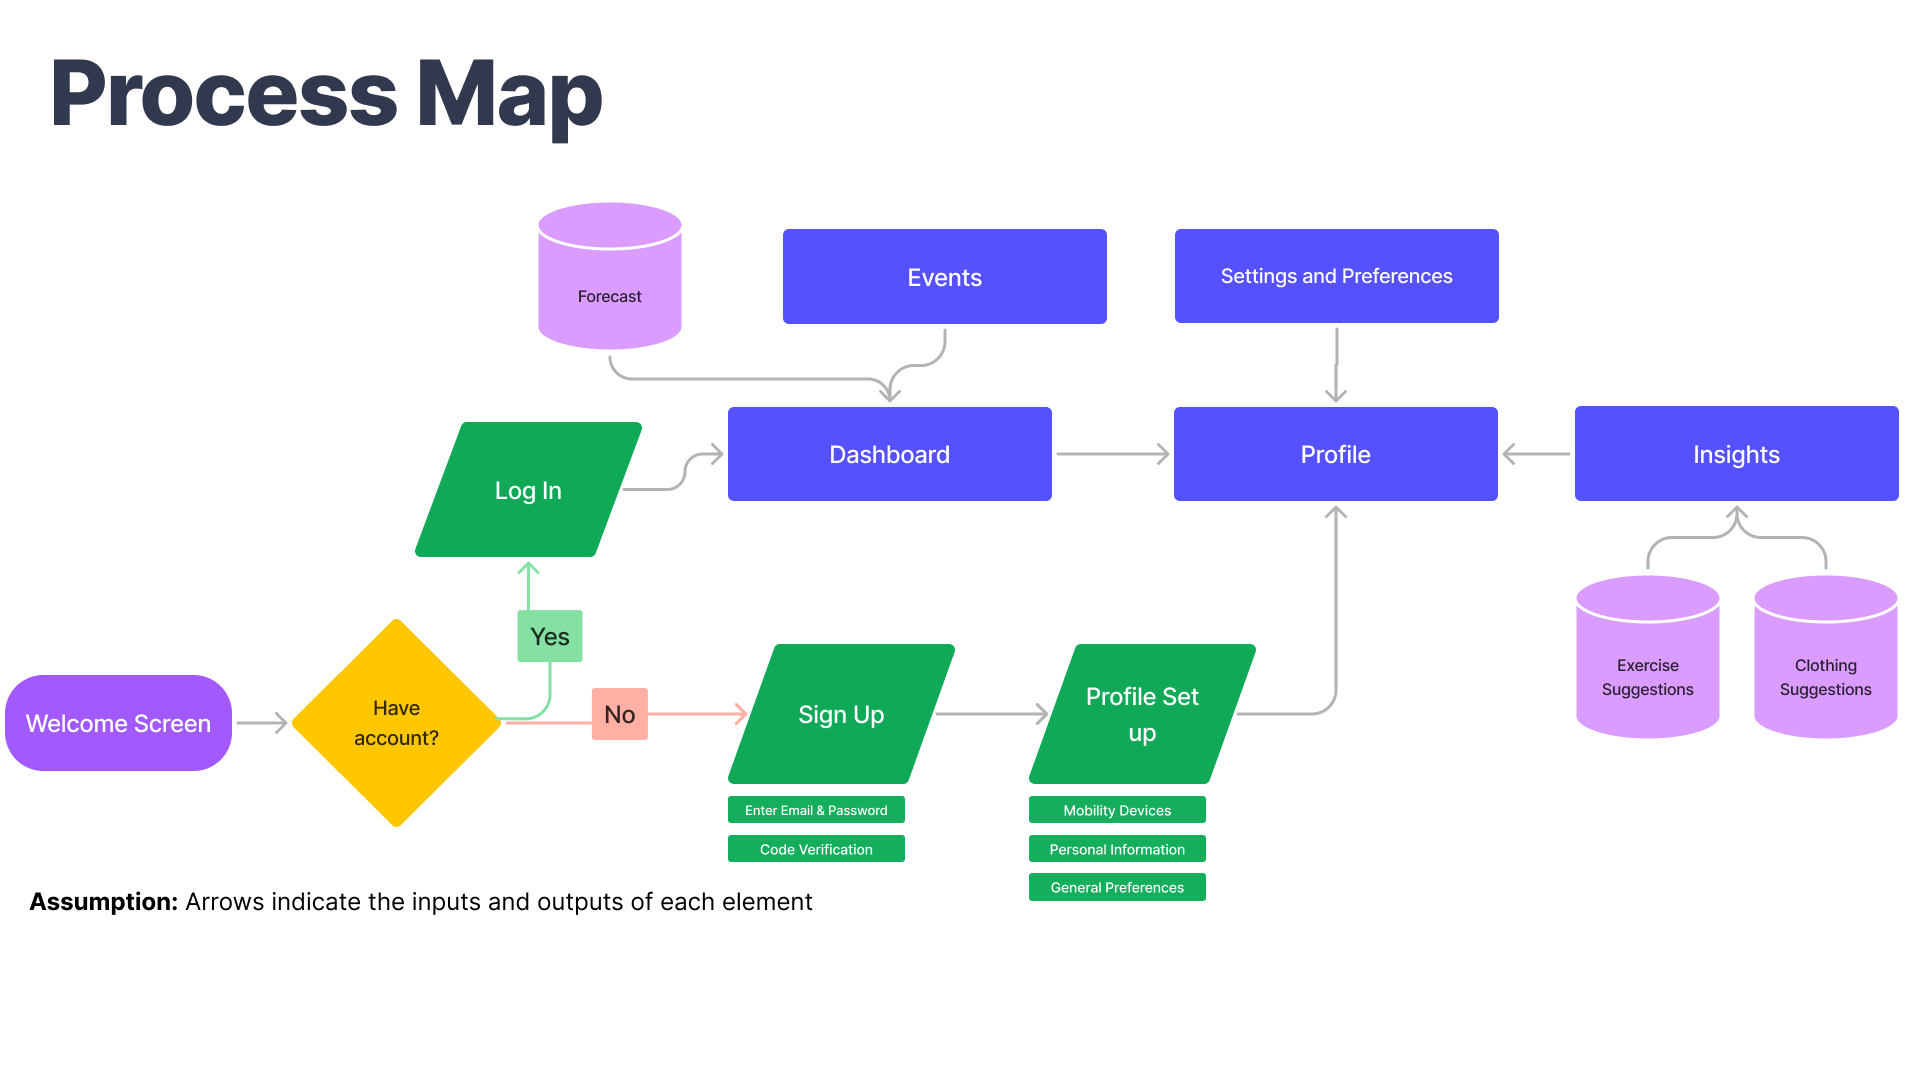 Process Map
Forecast
Events
Settings and Preferences
Log In
Dashboard
Profile
Insights
Yes
Welcome Screen
Have
account?
No
Sign Up
Profile Set
up
Exercise
Suggestions
Clothing
Suggestions
Enter Email & Password
Code Verification
Mobility Devices
Personal Information
General Preferences
Assumption: Arrows indicate the inputs and outputs of each element